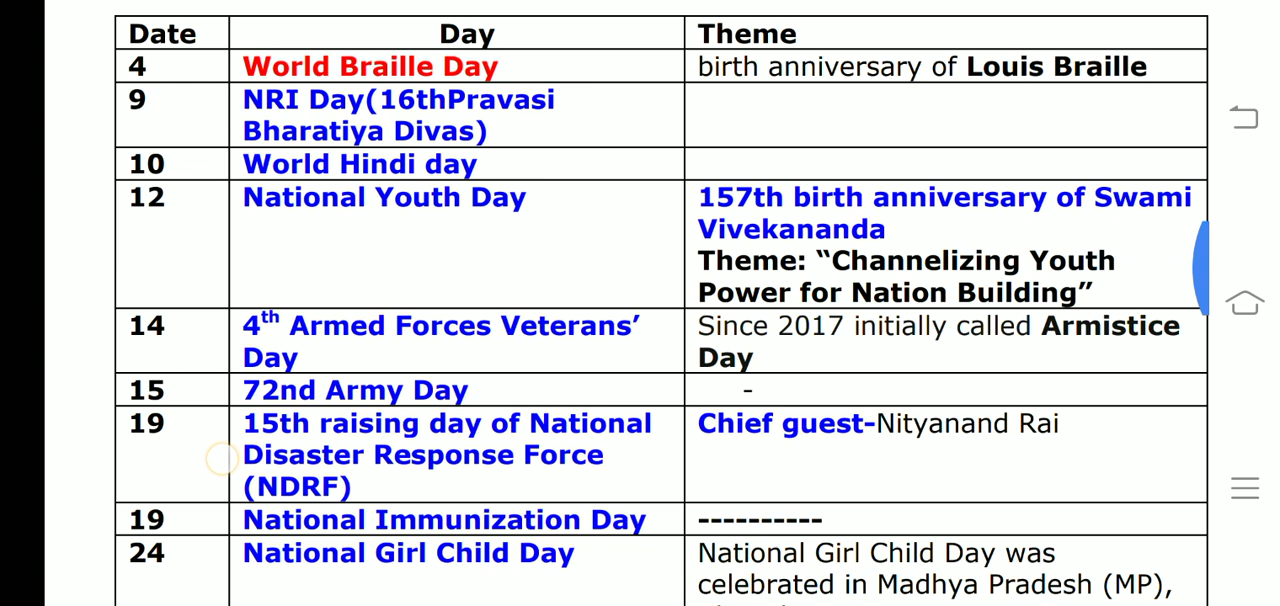 Date Day Theme
4 World Braille Day birth anniversary of Louis Braille
9 NRI Day(16thPravasi
Bharatiya Divas)
10 World Hindi day
12 National Youth Day 157th birth anniversary of Swami
Vivekananda
Theme: “Channelizing Youth
Power for Nation Building”
14 4th Armed Forces Veterans’ Since 2017 initially called Armistice
Day Day
15 72nd Army Day -
19 15th raising day of National Chief guest-Nityanand Rai
Disaster Response Force
(NDRF)
19 National Immunization Day ----------
24 National Girl Child Day National Girl Child Day was
celebrated in Madhya Pradesh (MP),